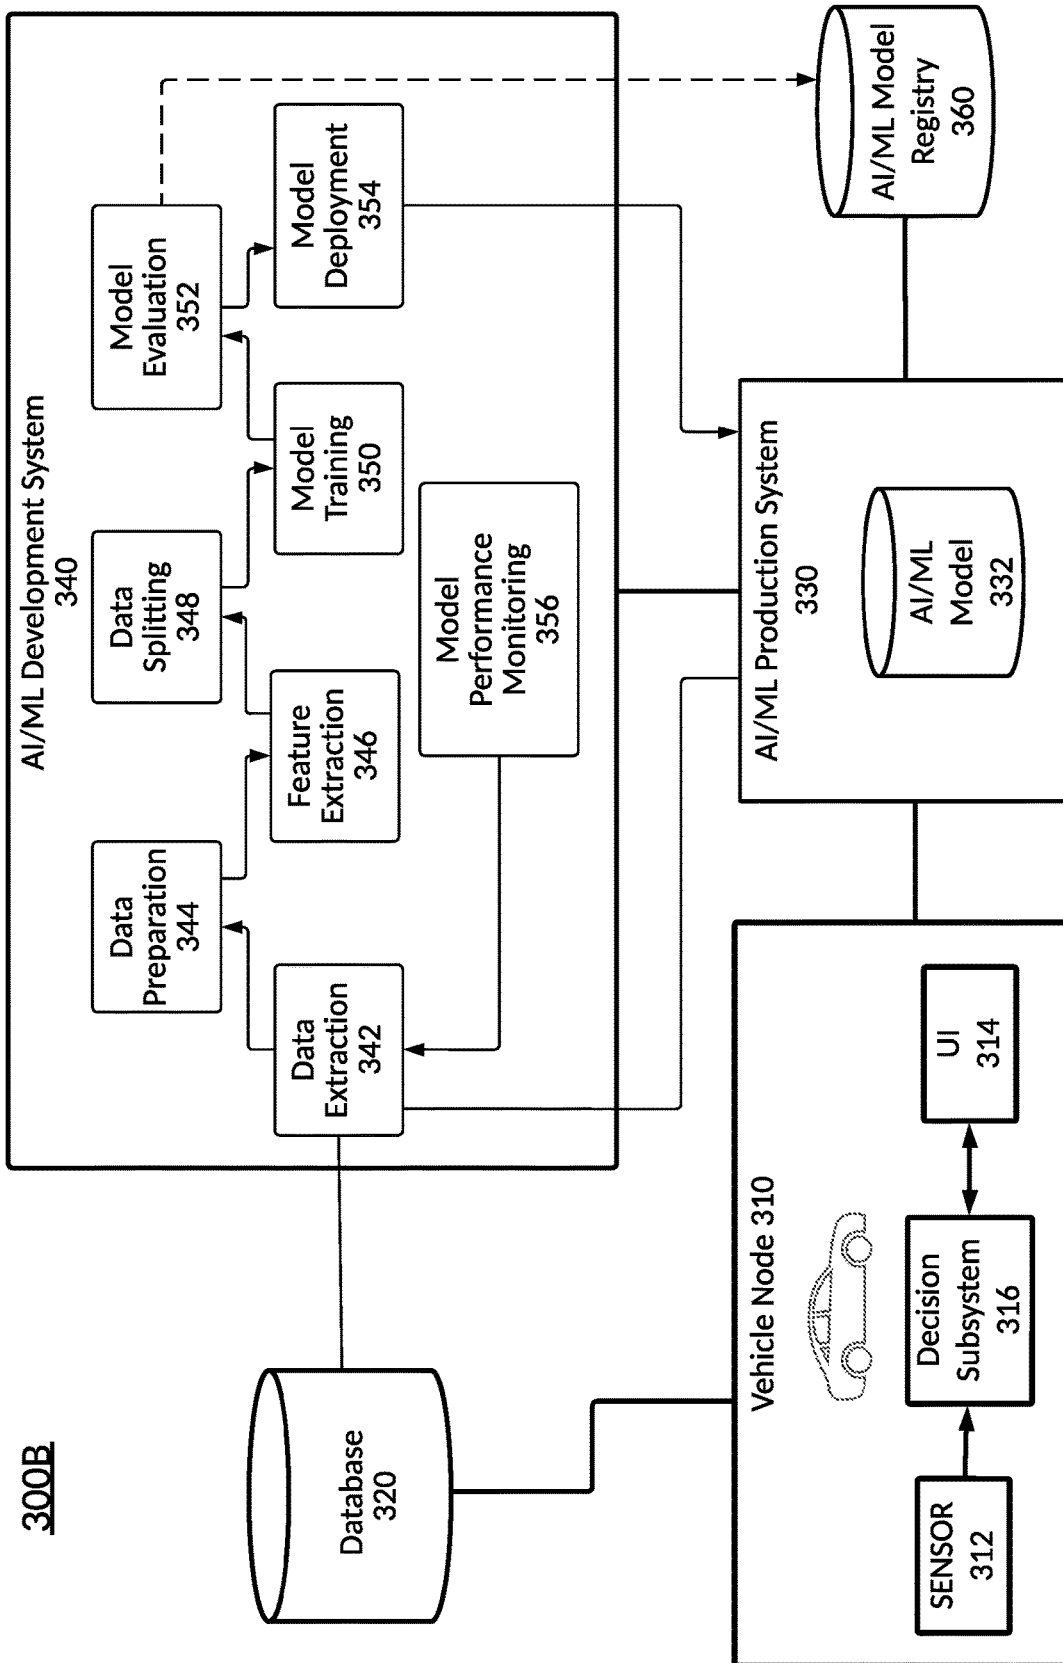 300B
AI/ML Development System
340
Data
Preparation
344
Data
Splitting
348
Model
Evaluation
352
Data
Extraction
342
Feature
Extraction
346
Model
Training
350
Model
Deployment
354
Model
Performance
Monitoring
356
Database
320
Vehicle Node 310
SENSOR
312
Decision
Subsystem
316
UI
314
AI/ML Production System
330
AI/ML
Model
332
AI/ML Model
Registry
360